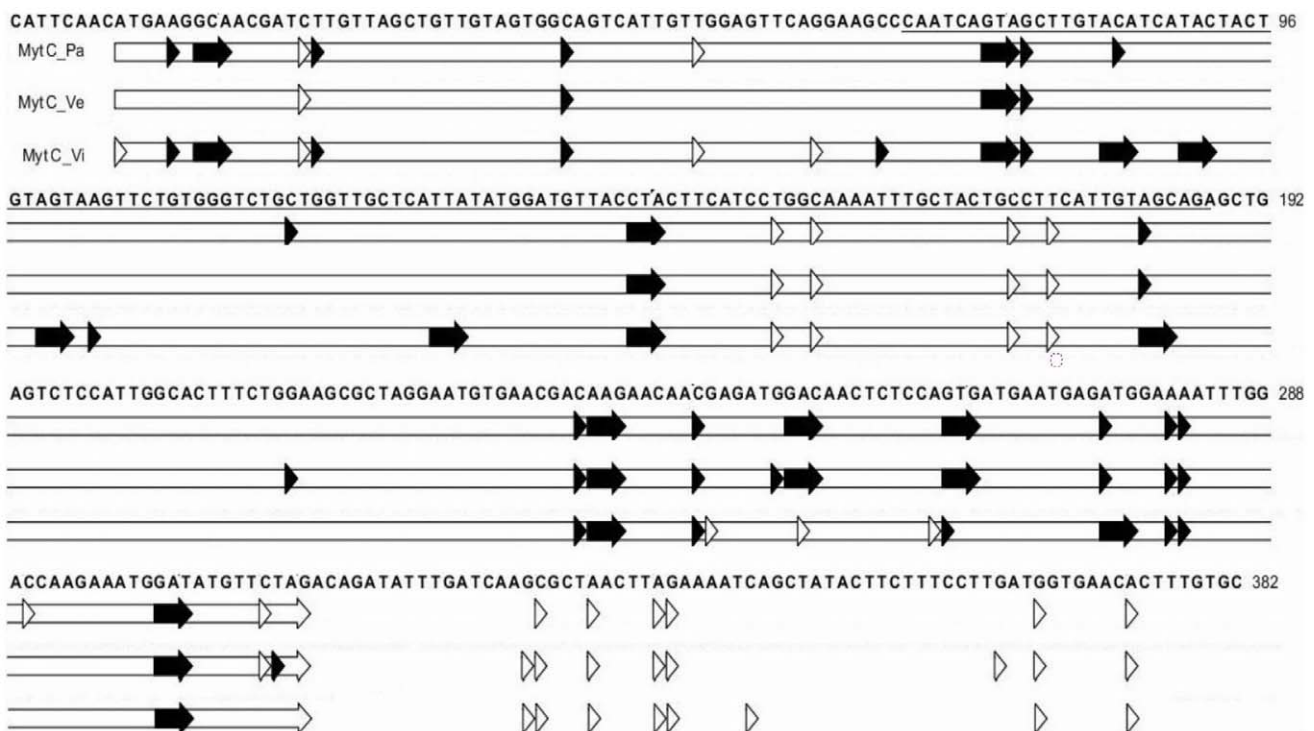 CATTCAACATGAAGGCAACGATCTTGTTAGCTGTTGTAGTGGCAGTCATTGTTGGAGTTCAGGAAGCCCAATCAGTAGCTTGTACATCATACTACT 96
MytC_Pa
MytC_Ve
MytC_Vi
GTAGTAAGTTCTGTGGGTCTGCTGGTTGCTCATTATATGGATGTTACCTACTTCATCCTGGCAAAATTTGCTACTGCCTTCATTGTAGCAGAGCTG 192
AGTCTCCATTGGCACTTTCTGGAAGCGCTAGGAATGTGAACGACAAGAACAACGAGATGGACAACTCTCCAGTGATGAATGAGATGGAAAATTTGG 288
ACCAAGAAATGGATATGTTCTAGACAGATATTTGATCAAGCGCTAACTTAGAAAATCAGCTATACTTCTTTCCTTGATGGTGAACACTTTGTGC 382